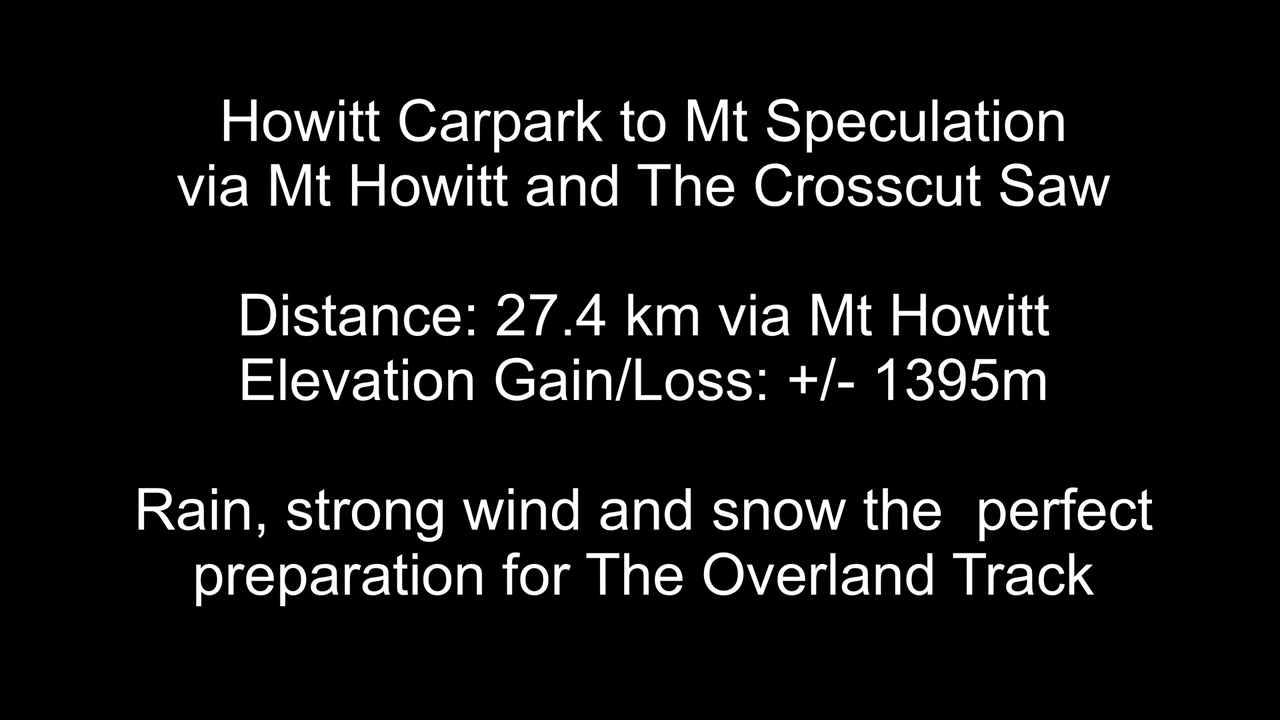 Howitt Carpark to Mt Speculation
via Mt Howitt and The Crosscut Saw
Distance: 27.4 km via Mt Howitt
Elevation Gain/Loss: +/- 1395m
Rain, strong wind and snow the  perfect
preparation for The Overland Track